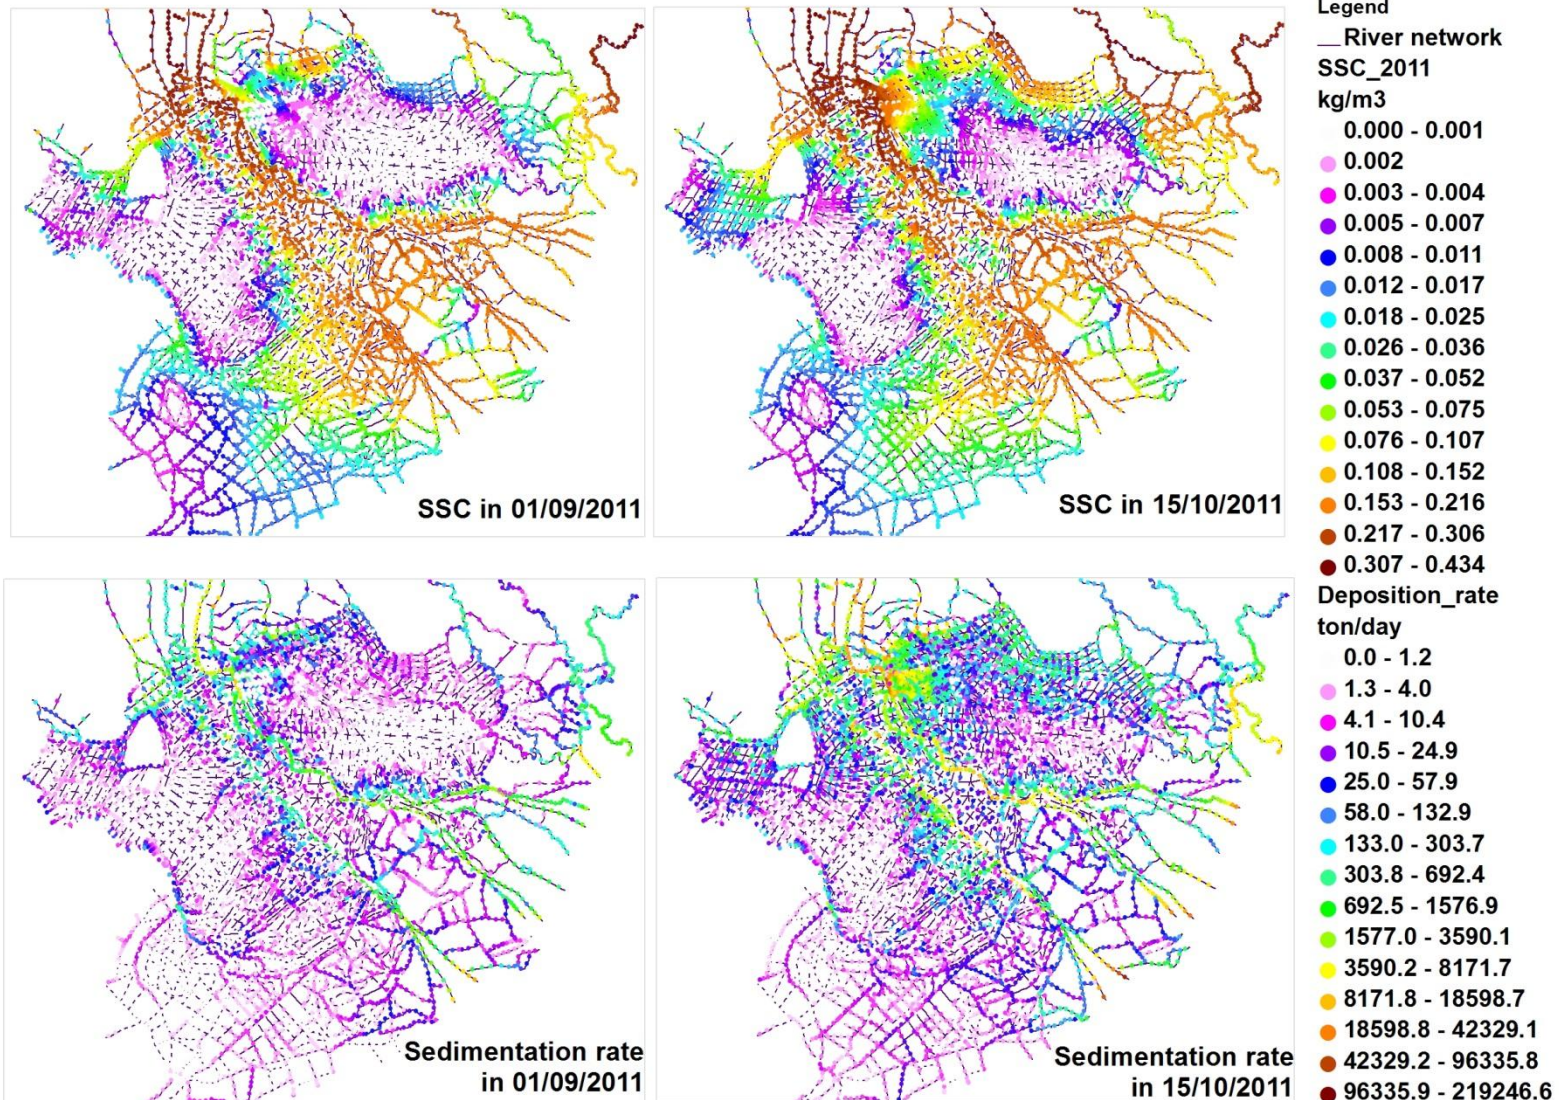 SSC in 01/09/2011
SSC in 15/10/2011
Sedimentation rate
in 01/09/2011
Sedimentation rate
in 15/10/2011
Legend
River network
SSC_2011
kg/m3
0.000 - 0.001
0.002
0.003 - 0.004
0.005 - 0.007
0.008 - 0.011
0.012 - 0.017
0.018 - 0.025
0.026 - 0.036
0.037 - 0.052
0.053 - 0.075
0.076 - 0.107
0.108 - 0.152
0.153 - 0.216
0.217 - 0.306
0.307 - 0.434
Deposition_rate
ton/day
0.0 - 1.2
1.3 - 4.0
4.1 - 10.4
10.5 - 24.9
25.0 - 57.9
58.0 - 132.9
133.0 - 303.7
303.8 - 692.4
692.5 - 1576.9
1577.0 - 3590.1
3590.2 - 8171.7
8171.8 - 18598.7
18598.8 - 42329.1
42329.2 - 96335.8
96335.9 - 219246.6